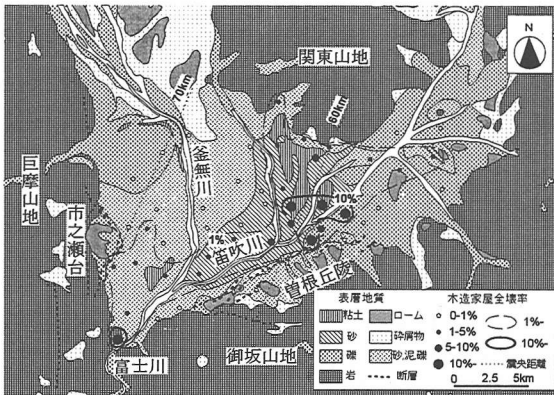 N
関東山地
70km
60km
釜無川
巨摩山地
10%
市之瀬台
1%
笛吹川
曽根丘陵
富士川
御坂山地
表層地質
粘土
ローム
砂
砕屑物
礫
砂,泥,礫
岩
断層
木造家屋全壊率
0-1%
1-5%
5-10%
10%-
1%-
10%-
震央距離
0 2.5 5km